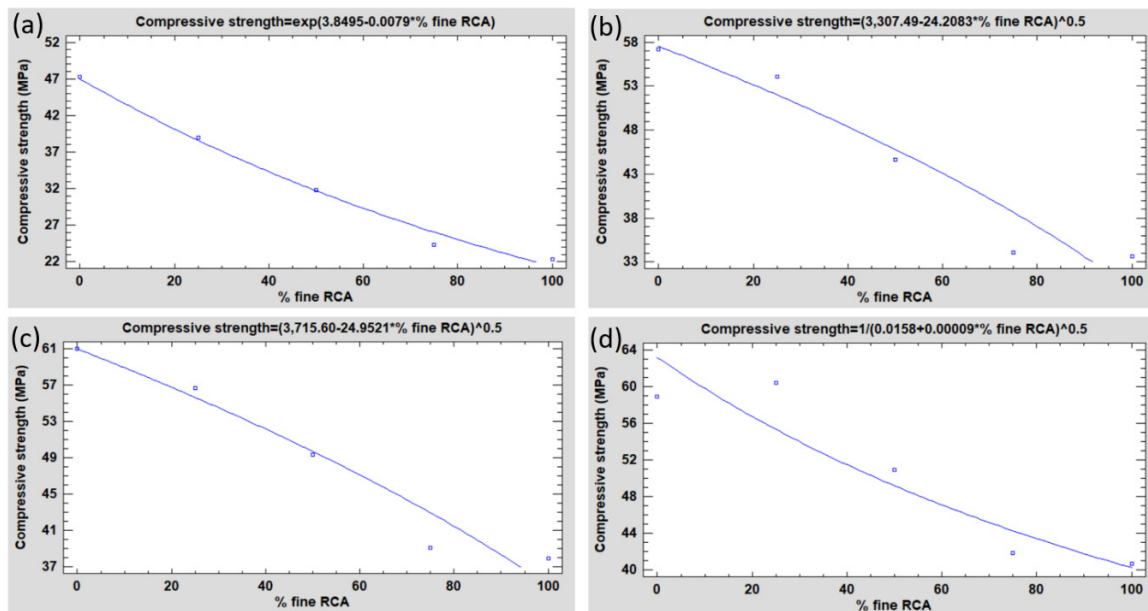 (a)
Compressive strength=exp(3.8495-0.0079*% fine RCA)
Compressive strength (MPa)
52
47
42
37
32
27
22
0 20 40 60 80 100
% fine RCA
(b)
Compressive strength=(3,307.49-24.2083*% fine RCA)^0.5
Compressive strength (MPa)
58
53
48
43
38
33
0 20 40 60 80 100
% fine RCA
(c)
Compressive strength=(3,715.60-24.9521*% fine RCA)^0.5
Compressive strength (MPa)
61
57
53
49
45
41
37
0 20 40 60 80 100
% fine RCA
(d)
Compressive strength=1/(0.0158+0.00009*% fine RCA)^0.5
Compressive strength (MPa)
64
60
56
52
48
44
40
0 20 40 60 80 100
% fine RCA